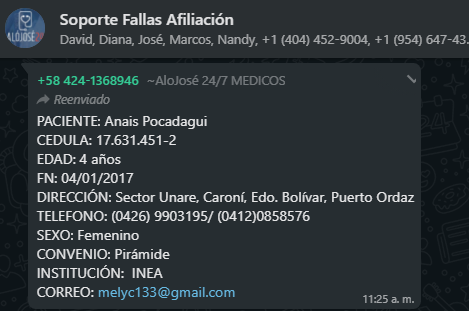 ALOJOSÉ
Soporte Fallas Afiliación
David, Diana, José, Marcos, Nandy, +1 (404) 452-9004, +1 (954) 647-43...
+58 424-1368946 ~AloJosé 24/7 MEDICOS
Reenviado
PACIENTE: Anais Pocadagui
CEDULA: 17.631.451-2
EDAD: 4 años
FN: 04/01/2017
DIRECCIÓN: Sector Unare, Caroní, Edo. Bolívar, Puerto Ordaz
TELEFONO: (0426) 9903195/ (0412)0858576
SEXO: Femenino
CONVENIO: Pirámide
INSTITUCIÓN: INEA
CORREO: melyc133@gmail.com
11:25 a. m.